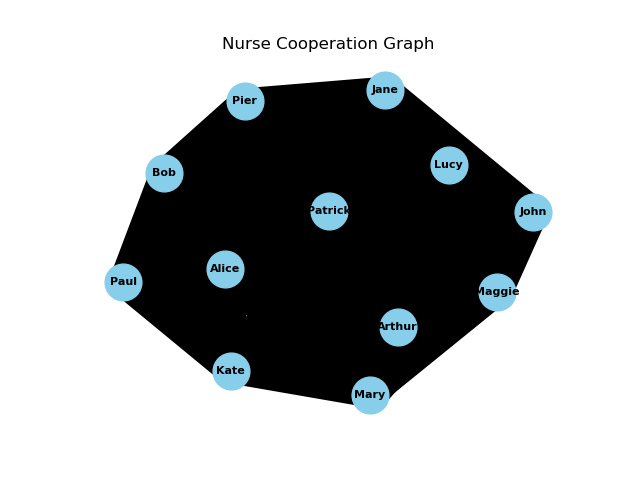 Nurse Cooperation Graph
Jane
Pier
Lucy
Bob
Patrick
John
Alice
Paul
Maggie
Arthur
Kate
Mary